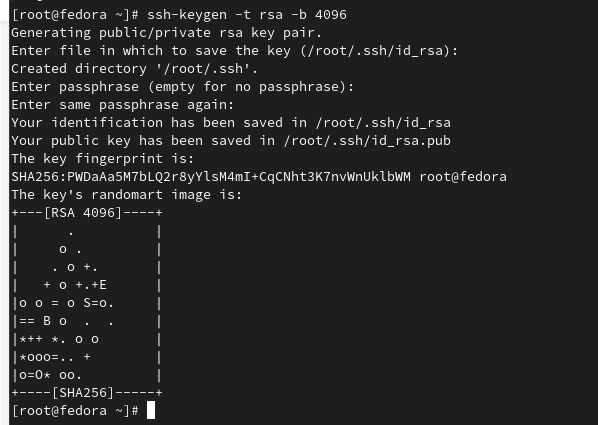 [root@fedora ~]# ssh-keygen -t rsa -b 4096
Generating public/private rsa key pair.
Enter file in which to save the key (/root/.ssh/id_rsa):
Created directory '/root/.ssh'.
Enter passphrase (empty for no passphrase):
Enter same passphrase again:
Your identification has been saved in /root/.ssh/id_rsa
Your public key has been saved in /root/.ssh/id_rsa.pub
The key fingerprint is:
SHA256:PWDaAa5M7bLQ2r8yYlsM4mI+CqCNht3K7nvWnUklbWM root@fedora
The key's randomart image is:
+---[RSA 4096]----+
|       .         |
|      o .        |
|     . o +.      |
|    + o +.+E     |
|o o = o S=o.     |
|== B o  .  .     |
|*++ *. o o       |
|*ooo=.. +        |
|o=O* oo.         |
+----[SHA256]-----+
[root@fedora ~]#